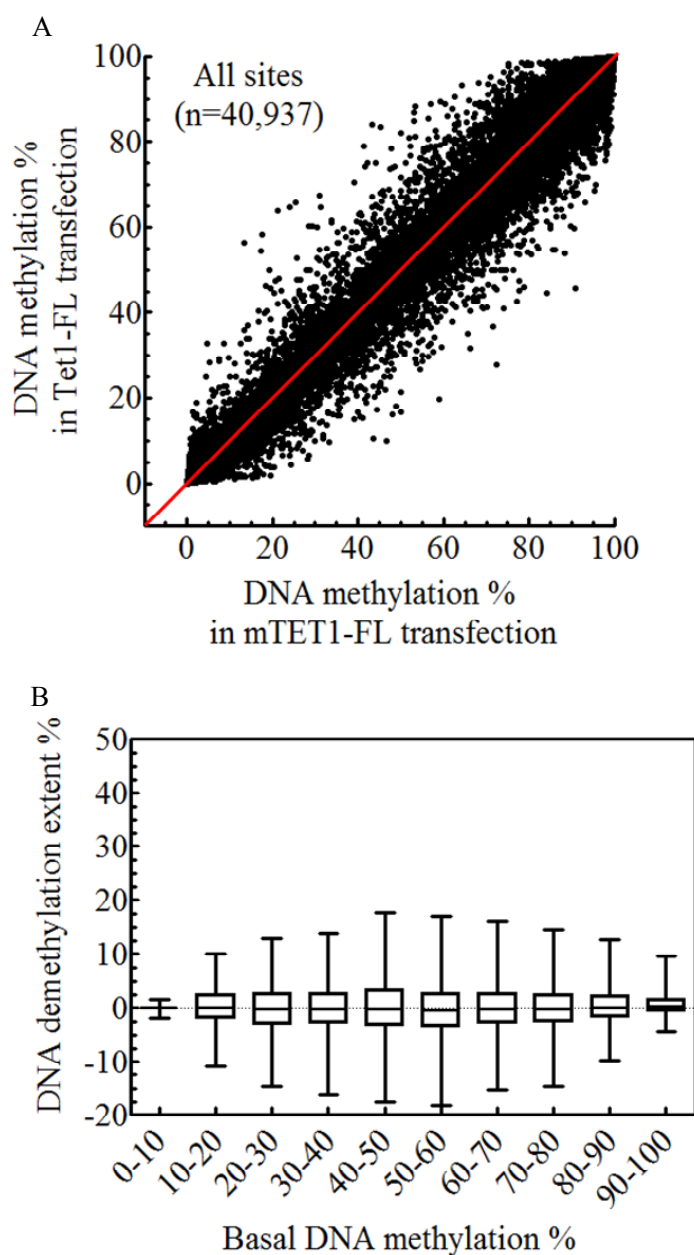 A
All sites
(n=40,937)
DNA methylation %
in Tet1-FL transfection
100
80
60
40
20
0
0 20 40 60 80 100
DNA methylation %
in mTET1-FL transfection
B
DNA demethylation extent %
50
40
30
20
10
0
-10
-20
0-10 10-20 20-30 30-40 40-50 50-60 60-70 70-80 80-90 90-100
Basal DNA methylation %